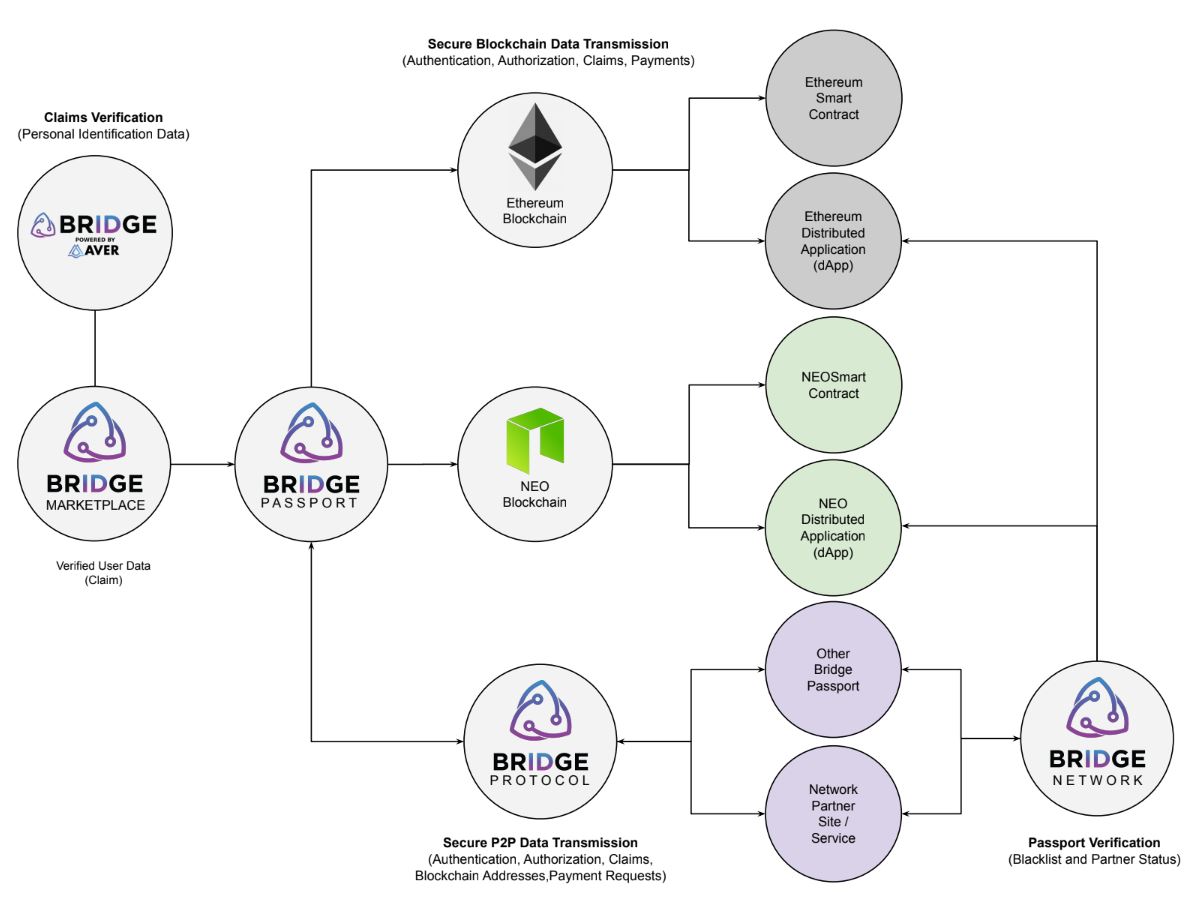 Secure Blockchain Data Transmission
(Authentication, Authorization, Claims, Payments)
Claims Verification
(Personal Identification Data)
BRIDGE
POWERED BY
AVER
Ethereum
Blockchain
Ethereum
Smart
Contract
Ethereum
Distributed
Application
(dApp)
BRIDGE
MARKETPLACE
Verified User Data
(Claim)
BRIDGE
PASSPORT
NEO
Blockchain
NEOSmart
Contract
NEO
Distributed
Application
(dApp)
BRIDGE
PROTOCOL
Secure P2P Data Transmission
(Authentication, Authorization, Claims,
Blockchain Addresses,Payment Requests)
Other
Bridge
Passport
Network
Partner
Site /
Service
BRIDGE
NETWORK
Passport Verification
(Blacklist and Partner Status)